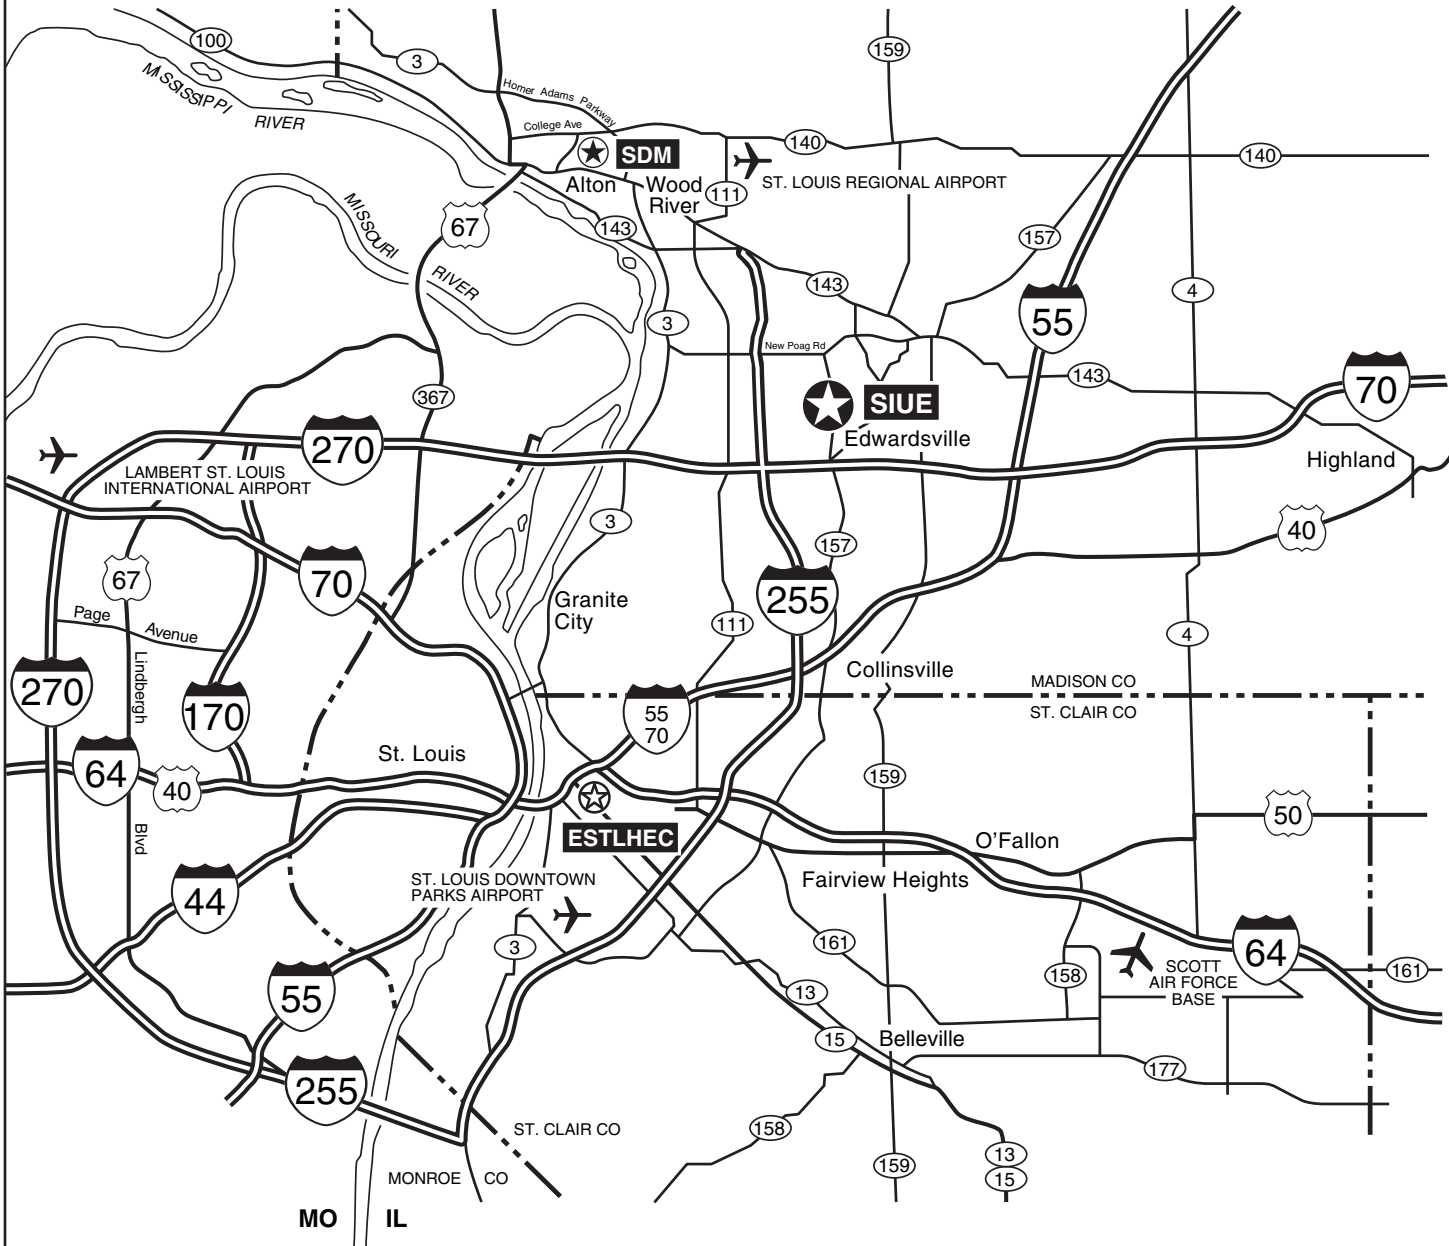 100
3
159
MISSISSIPPI
RIVER
Homer Adams Parkway
College Ave
SDM
140
140
Alton
Wood
River
111
ST. LOUIS REGIONAL AIRPORT
67
143
157
MISSOURI
RIVER
143
4
55
3
New Poag Rd
143
70
367
SIUE
Edwardsville
270
Highland
LAMBERT ST. LOUIS
INTERNATIONAL AIRPORT
3
40
157
67
70
255
Granite
City
Page Avenue
111
4
Collinsville
270
Lindbergh
170
MADISON CO
ST. CLAIR CO
55
70
St. Louis
64
40
159
50
ESTLHEC
Blvd
O'Fallon
ST. LOUIS DOWNTOWN
PARKS AIRPORT
Fairview Heights
44
3
161
64
158
SCOTT
AIR FORCE
BASE
161
55
13
15
Belleville
177
255
ST. CLAIR CO
158
13
159
15
MONROE CO
MO IL